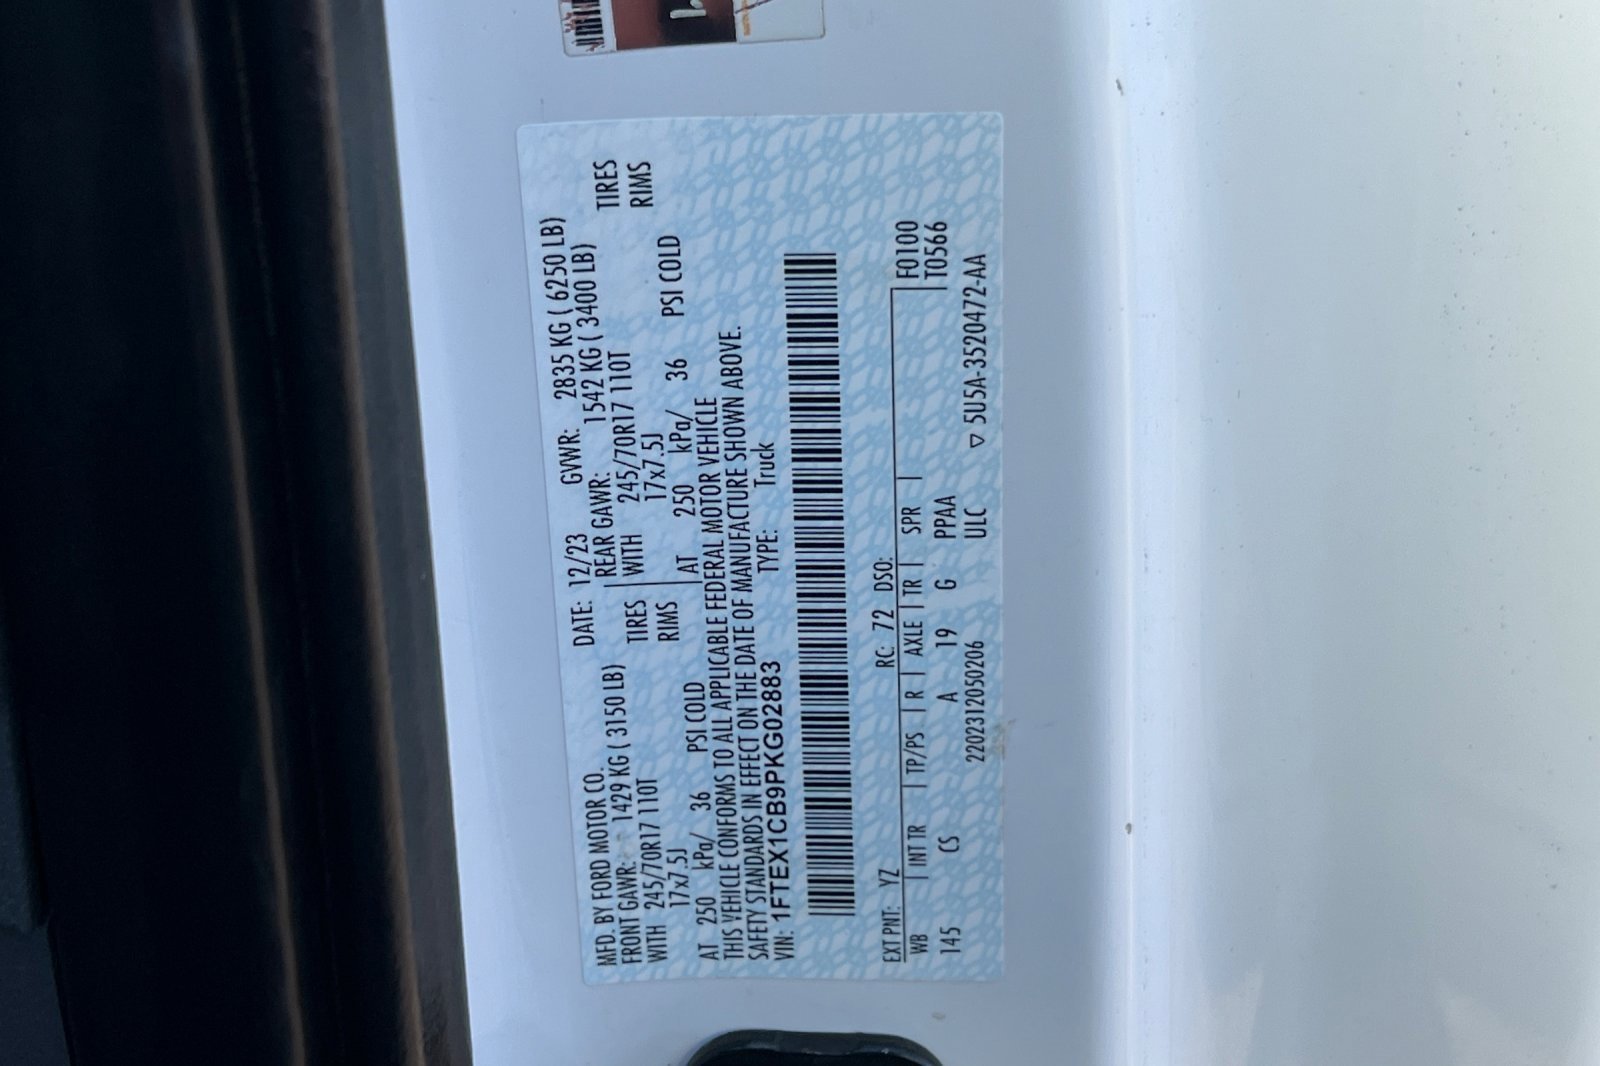 MFD. BY FORD MOTOR CO. DATE: 12/23 GVWR: 2835 KG ( 6250 LB)
FRONT GAWR: 1429 KG ( 3150 LB) REAR GAWR: 1542 KG ( 3400 LB)
WITH 245/70R17 110T TIRES WITH 245/70R17 110T TIRES
17x7.5J RIMS 17x7.5J RIMS
AT 250 kPa/ 36 PSI COLD AT 250 kPa/ 36 PSI COLD
THIS VEHICLE CONFORMS TO ALL APPLICABLE FEDERAL MOTOR VEHICLE
SAFETY STANDARDS IN EFFECT ON THE DATE OF MANUFACTURE SHOWN ABOVE.
VIN: 1FTEX1CB9PKG02883 TYPE: Truck
EXT PNT: YZ RC: 72 DSO: F0100
WB INT TR TP/PS R AXLE TR SPR T0566
145 CS A 19 G PPAA
2202312050206 ULC ▽ 5U5A-3520472-AA